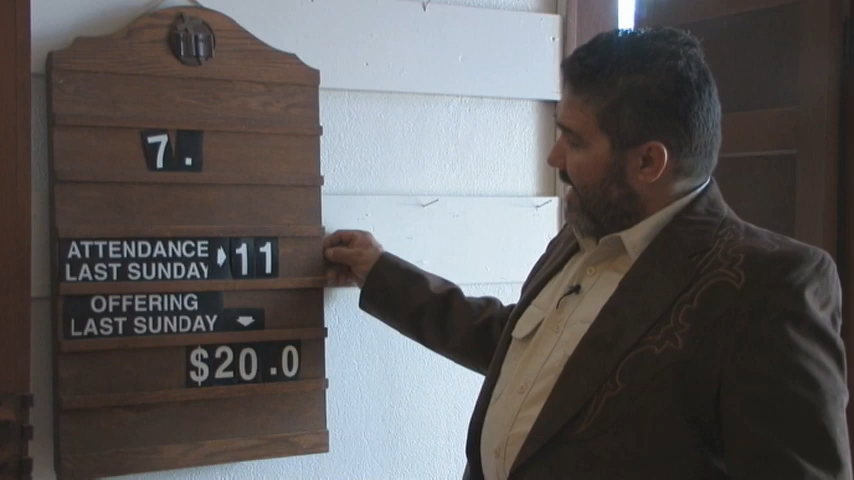 7.
ATTENDANCE
LAST SUNDAY 11
OFFERING
LAST SUNDAY
$20.0